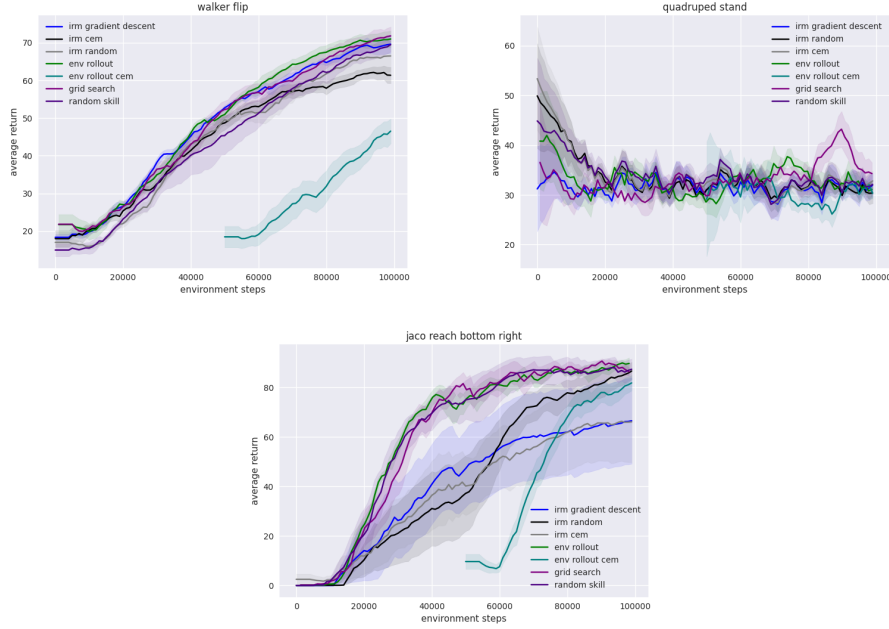 walker flip
irm gradient descent
irm cem
irm random
env rollout
env rollout cem
grid search
random skill
average return
70
60
50
40
30
20
0
20000
40000
60000
80000
100000
environment steps
quadruped stand
irm gradient descent
irm random
irm cem
env rollout
env rollout cem
grid search
random skill
average return
60
50
40
30
20
0
20000
40000
60000
80000
100000
environment steps
jaco reach bottom right
irm gradient descent
irm random
irm cem
env rollout
env rollout cem
grid search
random skill
average return
80
60
40
20
0
0
20000
40000
60000
80000
100000
environment steps